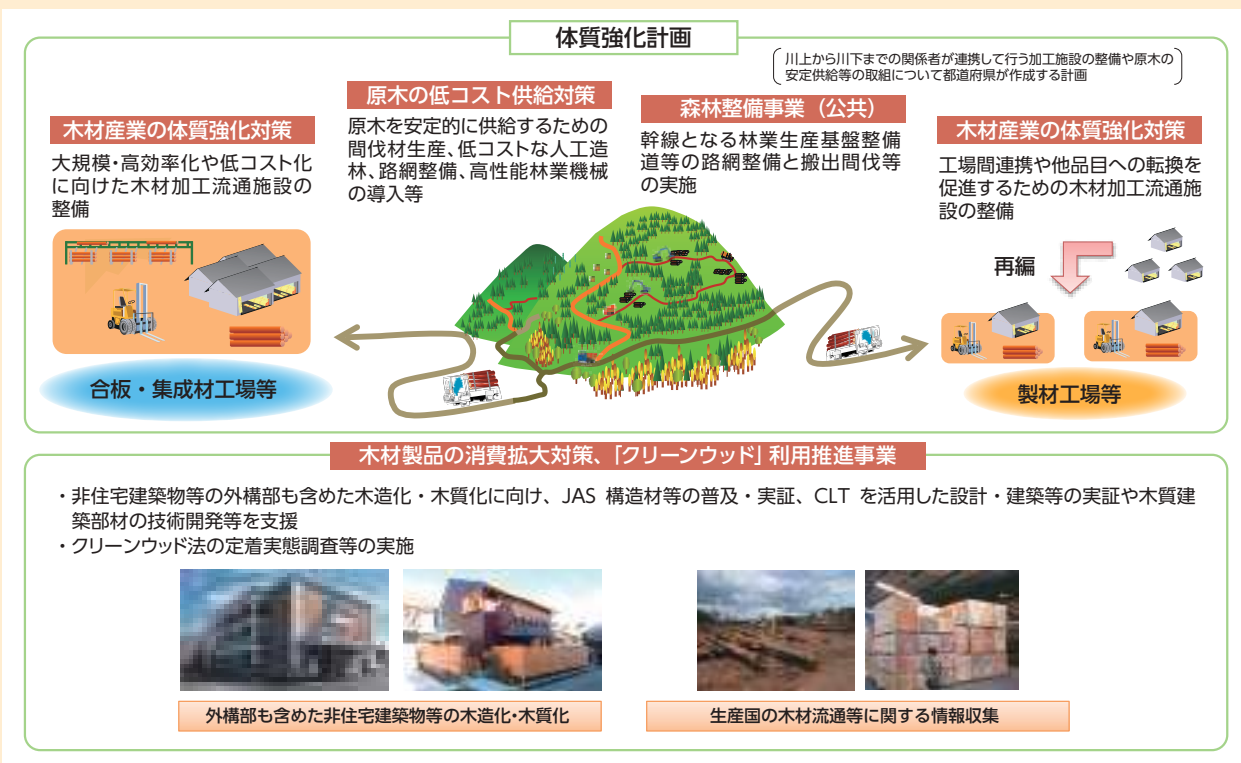 体質強化計画
川上から川下までの関係者が連携して行う加工施設の整備や原木の
安定供給等の取組について都道府県が作成する計画
木材産業の体質強化対策
大規模・高効率化や低コスト化
に向けた木材加工流通施設の
整備
原木の低コスト供給対策
原木を安定的に供給するための
間伐材生産、低コストな人工造
林、路網整備、高性能林業機械
の導入等
森林整備事業（公共）
幹線となる林業生産基盤整備
道等の路網整備と搬出間伐等
の実施
木材産業の体質強化対策
工場間連携や他品目への転換を
促進するための木材加工流通施
設の整備
再編
合板・集成材工場等
製材工場等
木材製品の消費拡大対策、「クリーンウッド」利用推進事業
・非住宅建築物等の外構部も含めた木造化・木質化に向け、JAS 構造材等の普及・実証、CLT を活用した設計・建築等の実証や木質建
築部材の技術開発等を支援
・クリーンウッド法の定着実態調査等の実施
外構部も含めた非住宅建築物等の木造化・木質化
生産国の木材流通等に関する情報収集